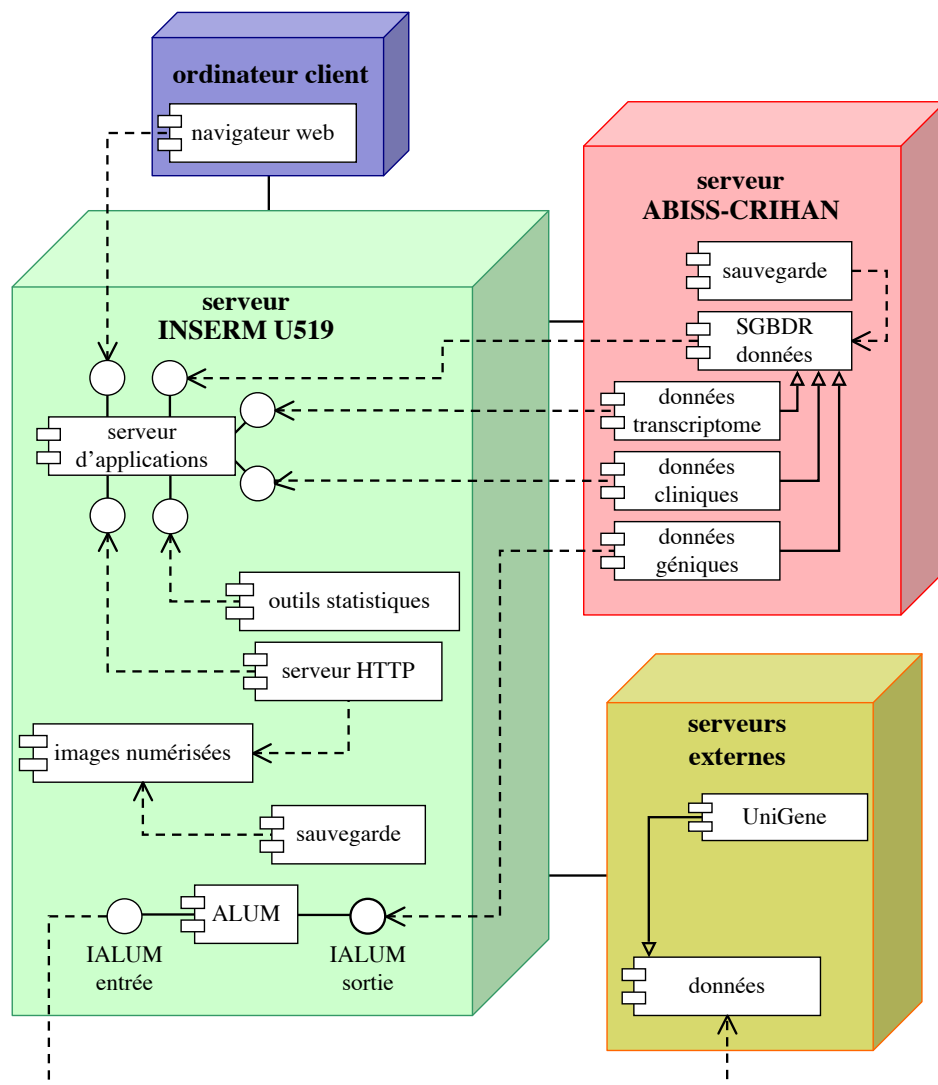 ordinateur client
navigateur web
serveur
INSERM U519
serveur
d’applications
outils statistiques
serveur HTTP
images numérisées
sauvegarde
ALUM
IALUM
entrée
IALUM
sortie
serveur
ABISS-CRIHAN
sauvegarde
SGBDR
données
données
transcriptome
données
cliniques
données
géniques
serveurs
externes
UniGene
données